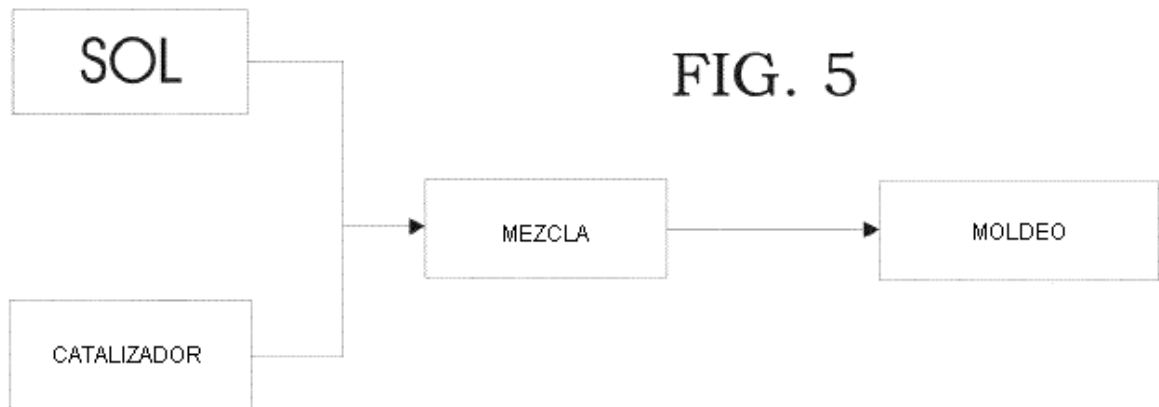 SOL
FIG. 5
MEZCLA
MOLDEO
CATALIZADOR